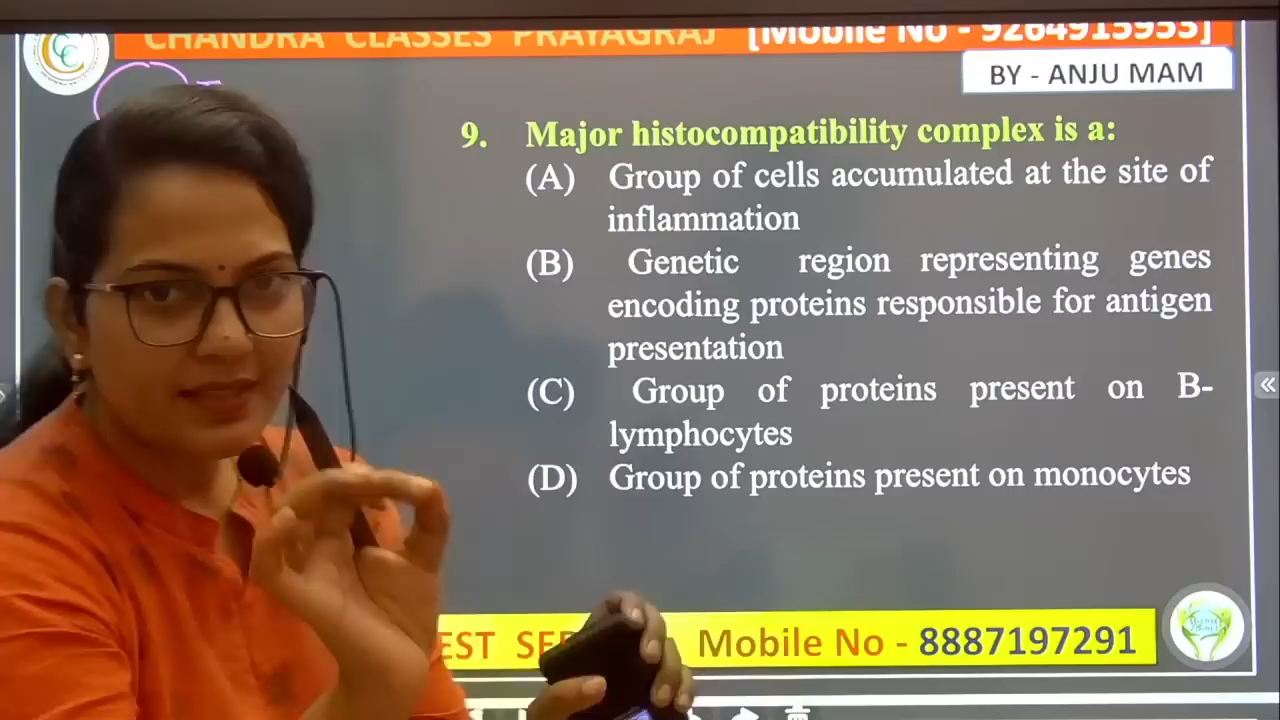 CHANDRA CLASSES PRAYAGRAJ [Mobile No - 9264915953]
BY - ANJU MAM
9. Major histocompatibility complex is a:
(A) Group of cells accumulated at the site of
inflammation
(B) Genetic region representing genes
encoding proteins responsible for antigen
presentation
(C) Group of proteins present on B-
lymphocytes
(D) Group of proteins present on monocytes
EST SE Mobile No - 8887197291